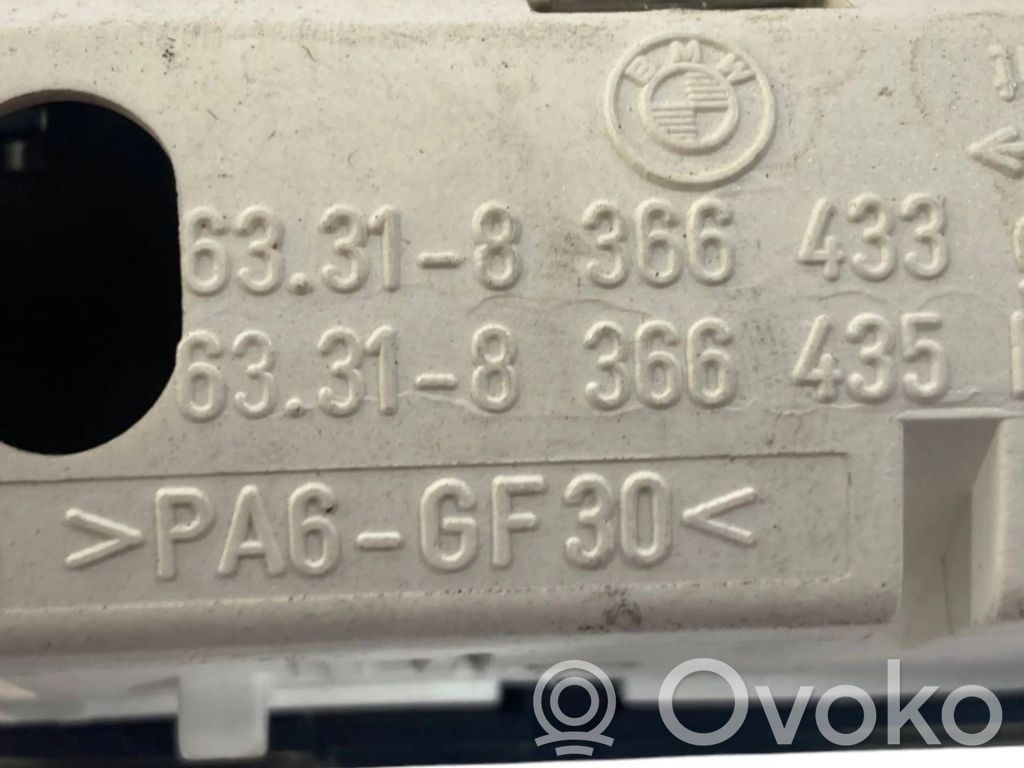 BMW
63.31-8 366 433
63.31-8 366 435
>PA6-GF30<
Ovoko